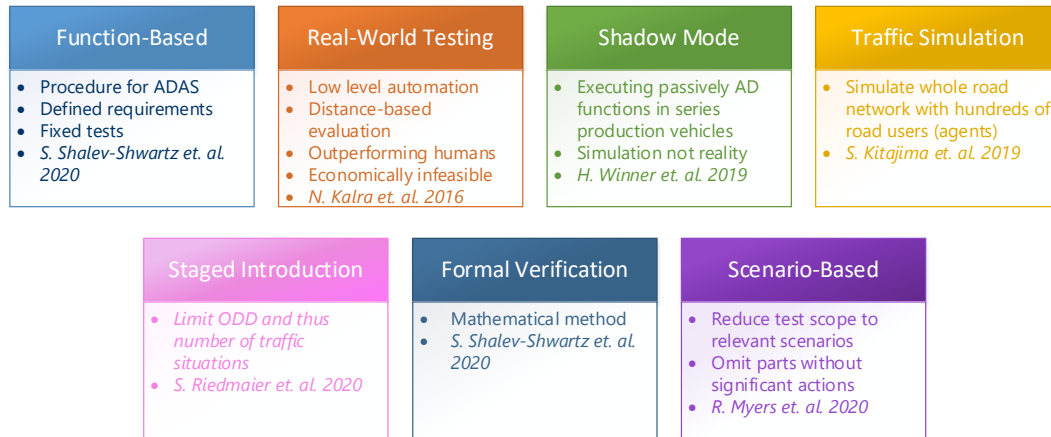 Function-Based
• Procedure for ADAS
• Defined requirements
• Fixed tests
• S. Shalev-Shwartz et. al.
2020
Real-World Testing
• Low level automation
• Distance-based
evaluation
• Outperforming humans
• Economically infeasible
• N. Kalra et. al. 2016
Shadow Mode
• Executing passively AD
functions in series
production vehicles
• Simulation not reality
• H. Winner et. al. 2019
Traffic Simulation
• Simulate whole road
network with hundreds of
road users (agents)
• S. Kitajima et. al. 2019
Staged Introduction
• Limit ODD and thus
number of traffic
situations
• S. Riedmaier et. al. 2020
Formal Verification
• Mathematical method
• S. Shalev-Shwartz et. al.
2020
Scenario-Based
• Reduce test scope to
relevant scenarios
• Omit parts without
significant actions
• R. Myers et. al. 2020